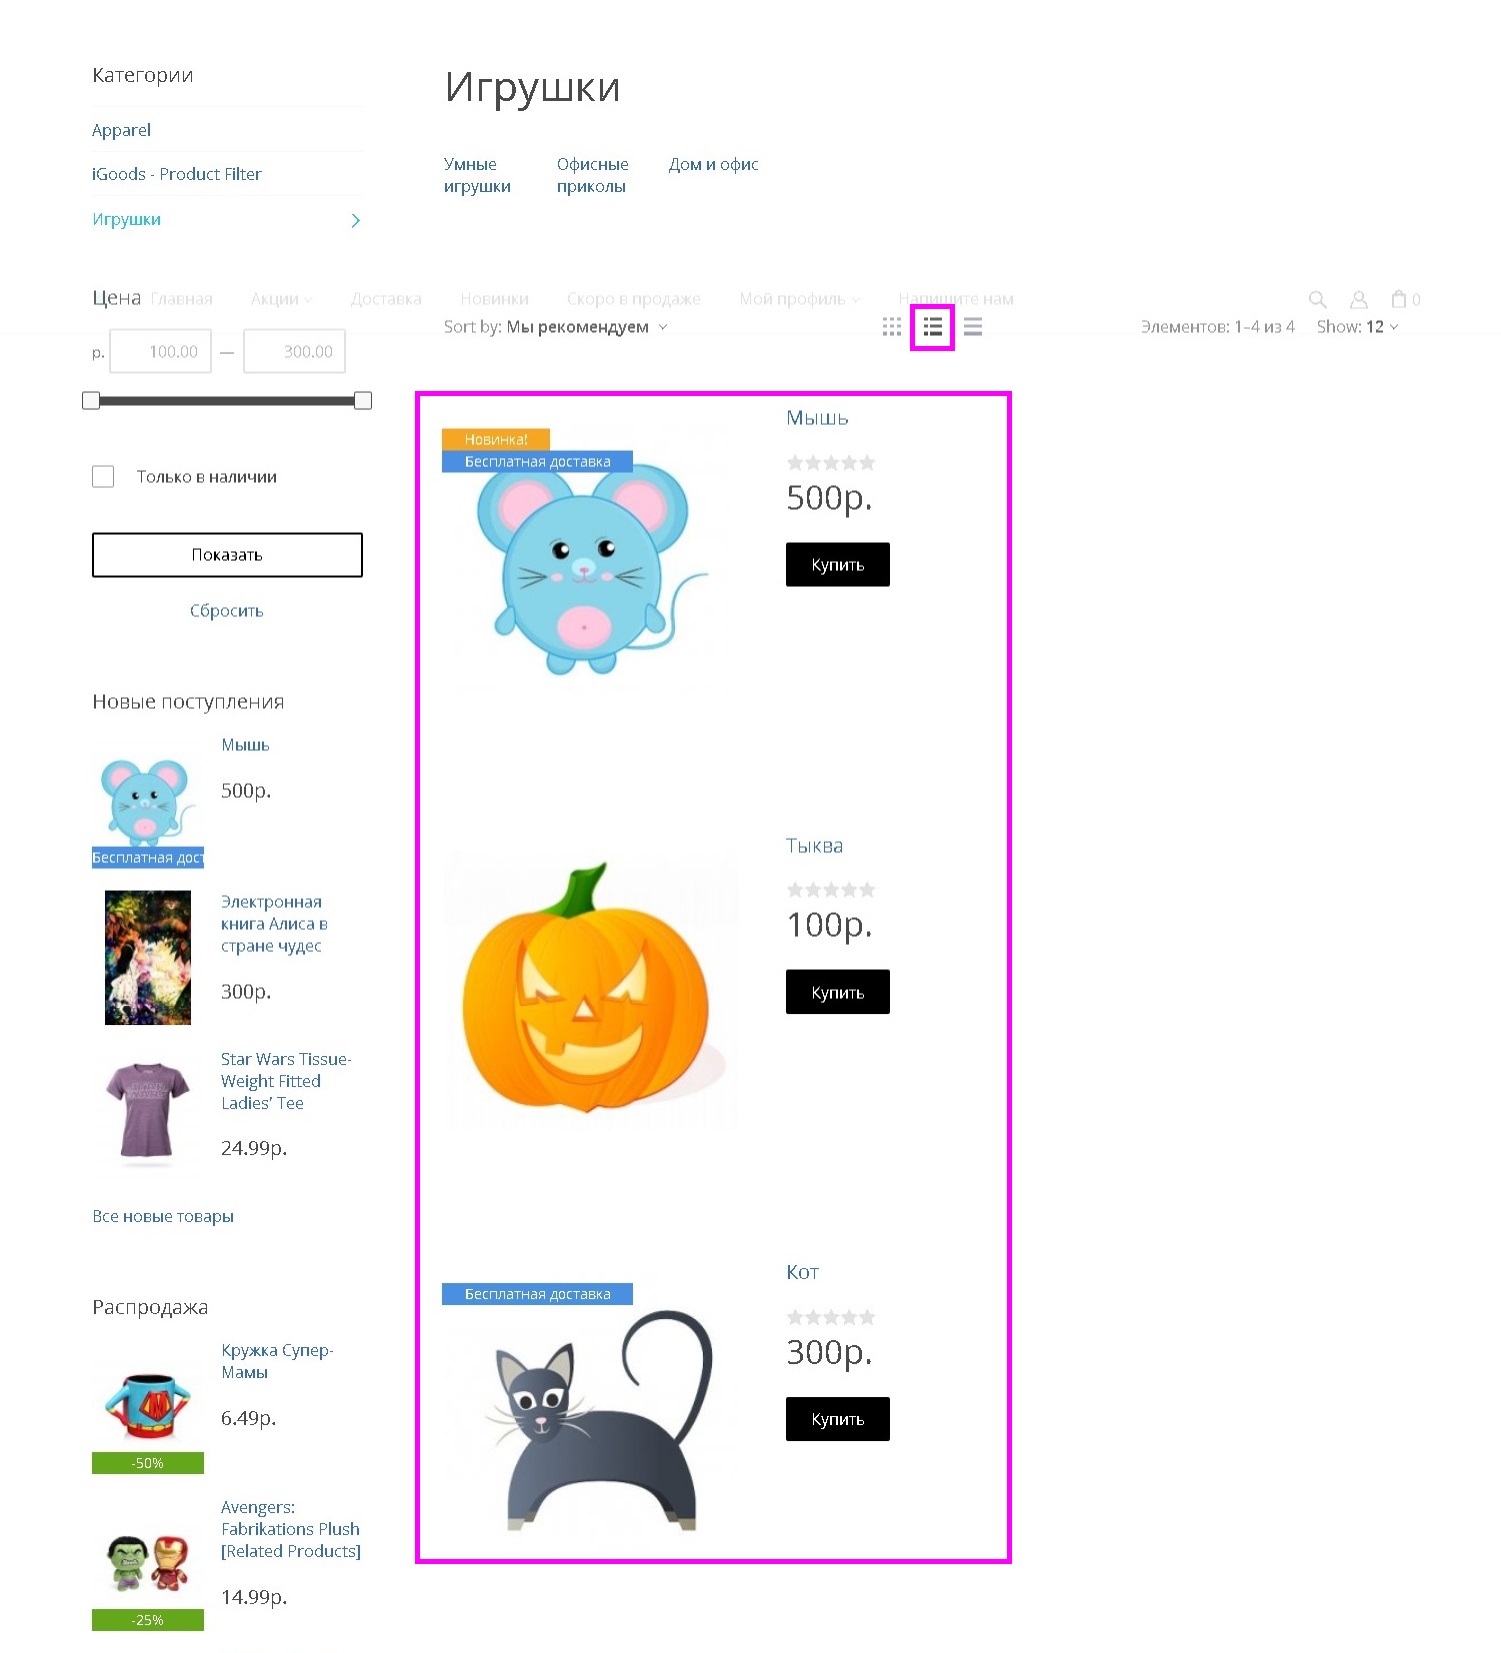 Категории
Apparel
iGoods - Product Filter
Игрушки
Игрушки
Умные
игрушки
Офисные
приколы
Дом и офис
Главная
Акции
Доставка
Новинки
Скоро в продаже
Мой профиль
Напишите нам
0
Sort by: Мы рекомендуем
Элементов: 1–4 из 4
Show: 12
Цена
р. 100.00 — 300.00
Только в наличии
Показать
Сбросить
Новые поступления
Мышь
500р.
Бесплатная дост
Электронная
книга Алиса в
стране чудес
300р.
Star Wars Tissue-
Weight Fitted
Ladies’ Tee
24.99р.
Все новые товары
Распродажа
Кружка Супер-
Мамы
6.49р.
-50%
Avengers:
Fabrikations Plush
[Related Products]
14.99р.
-25%
Новинка!
Бесплатная доставка
Мышь
500р.
Купить
Тыква
100р.
Купить
Бесплатная доставка
Кот
300р.
Купить